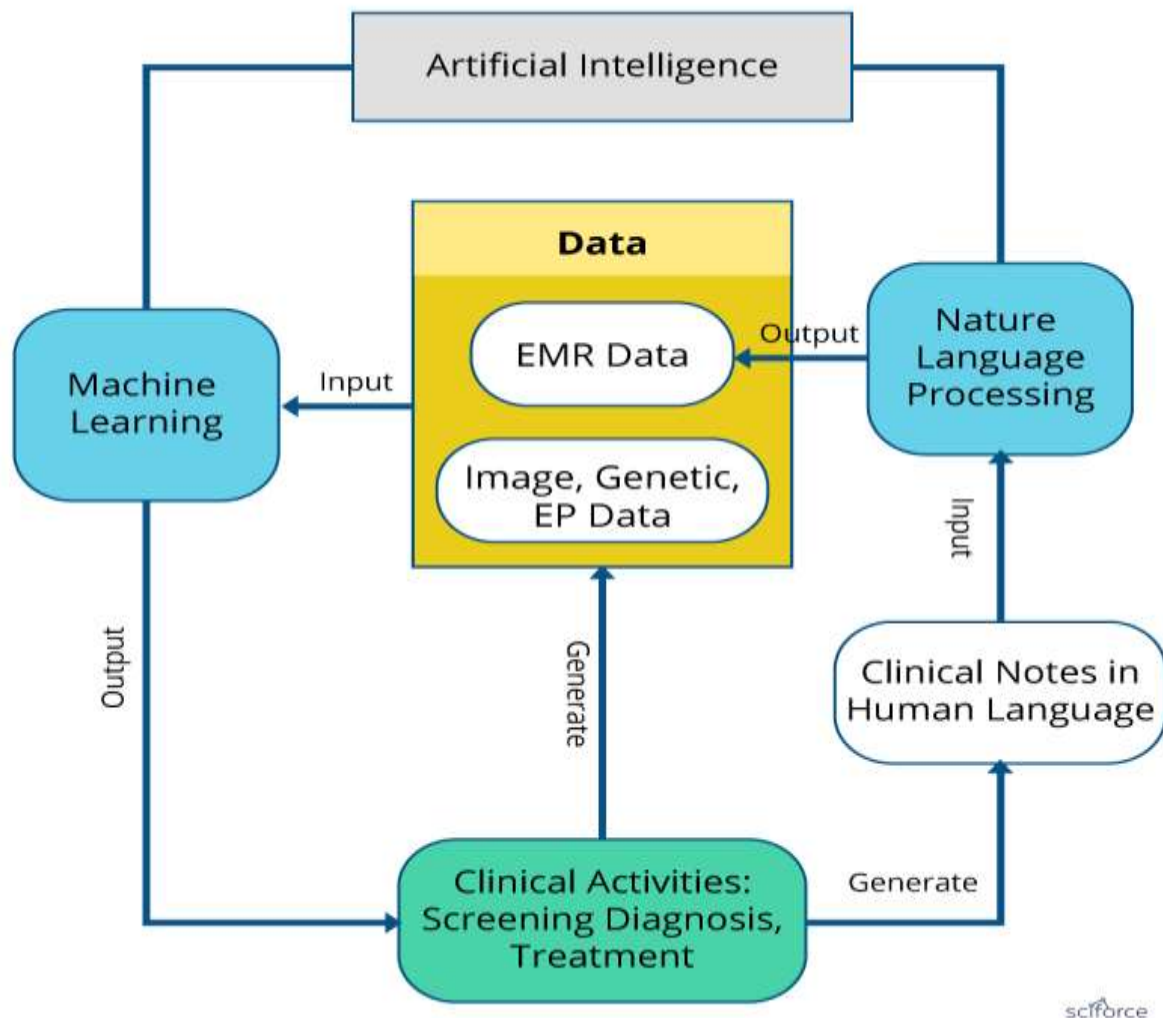 Artificial Intelligence
Data
EMR Data
Output
Nature
Language
Processing
Input
Machine
Learning
Image, Genetic,
EP Data
Input
Output
Generate
Clinical Notes in
Human Language
Clinical Activities:
Screening Diagnosis,
Treatment
Generate
sciforce